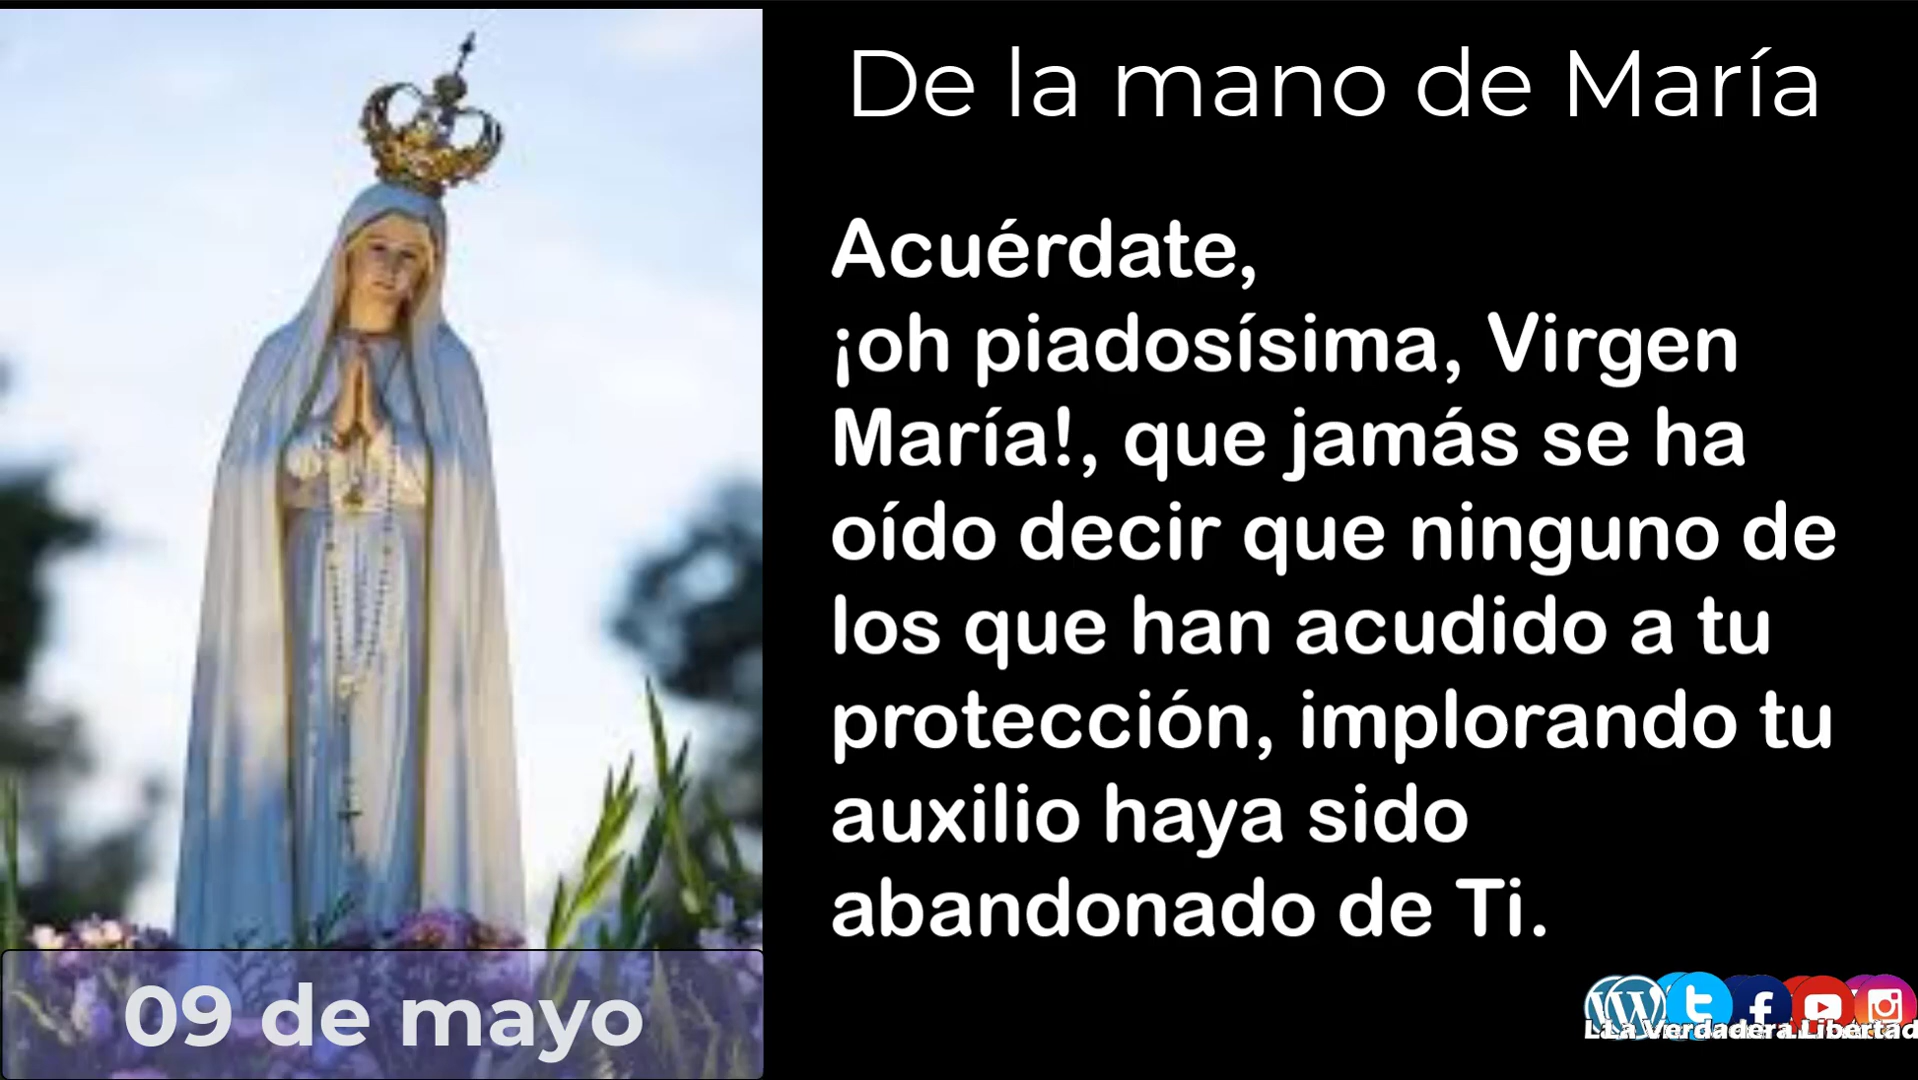 De la mano de María
Acuérdate,
¡oh piadosísima, Virgen
María!, que jamás se ha
oído decir que ninguno de
los que han acudido a tu
protección, implorando tu
auxilio haya sido
abandonado de Ti.
09 de mayo
La Verdadera Libertad